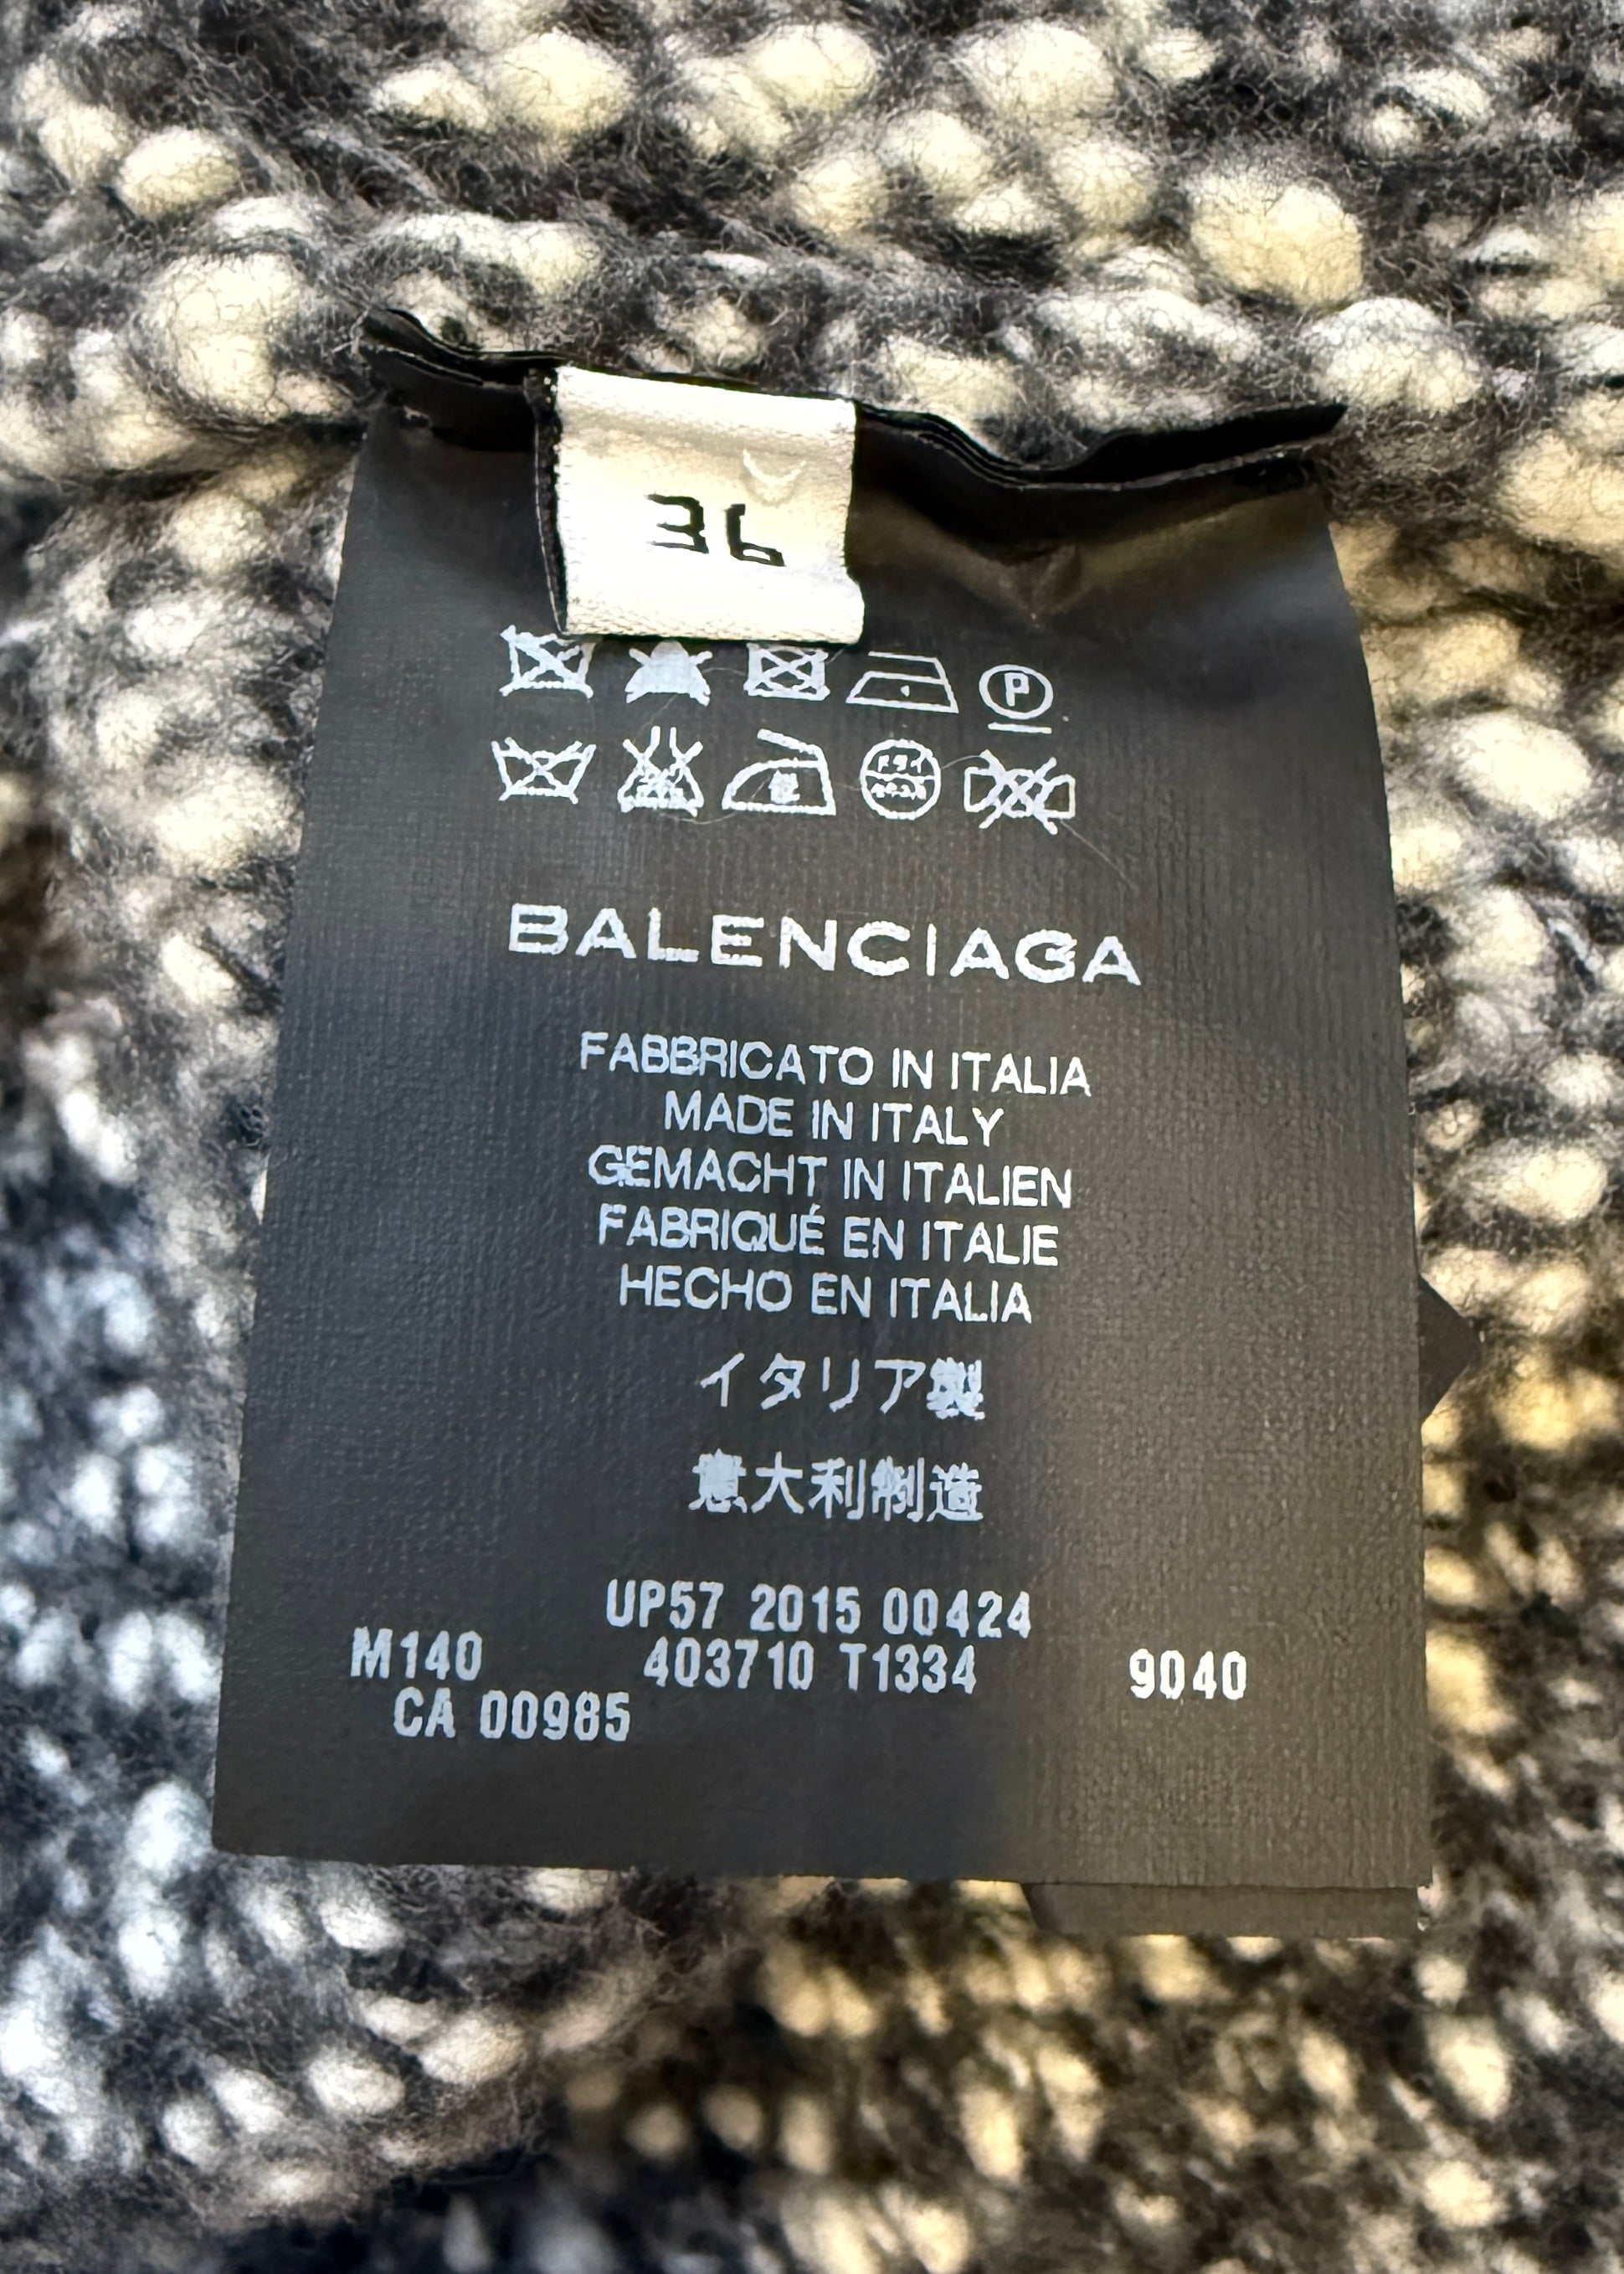 36
P
BALENCIAGA
FABBRICATO IN ITALIA
MADE IN ITALY
GEMACHT IN ITALIEN
FABRIQUÉ EN ITALIE
HECHO EN ITALIA
イタリア製
意大利制造
UP57 2015 00424
M140 403710 T1334 9040
CA 00985